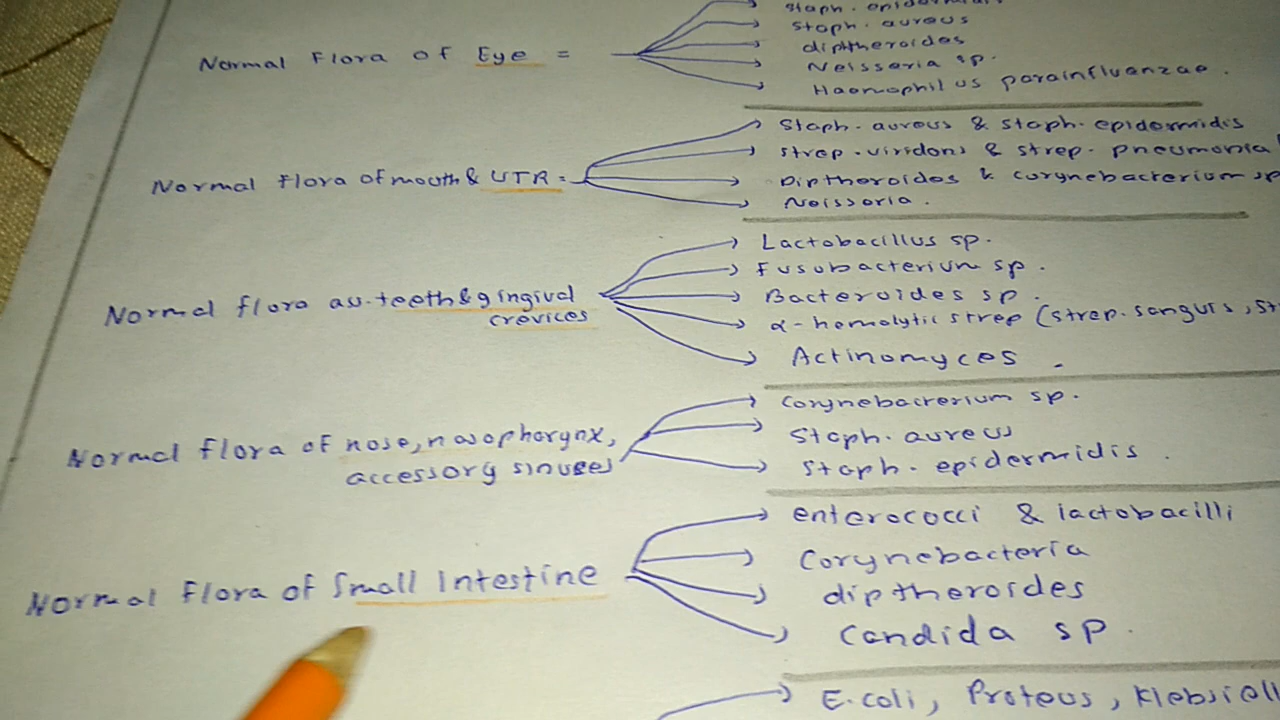 Staph. epidermidis
Normal Flora of Eye =
Staph. aureus
diptheroides
Neisseria sp.
Haemophilus parainfluenzae.
Staph. aureus & staph. epidermidis
Strep. viridans & strep. pneumonia
Normal flora of mouth & UTR =
Diptheroides & corynebacterium sp
Neisseria.
Lactobacillus sp.
Fusobacterium sp.
Normal flora as. teeth & gingival
crevices
Bacteroides sp.
α-hemolytic strep (strep. sanguis, st
Actinomyces.
Corynebacterium sp.
Normal flora of nose, nasopharynx,
accessory sinuses
Staph. aureus
Staph. epidermidis.
enterococci & lactobacilli
Corynebacteria
Normal flora of Small Intestine
diptheroides
Candida sp.
E.coli, Proteus, Klebsiell